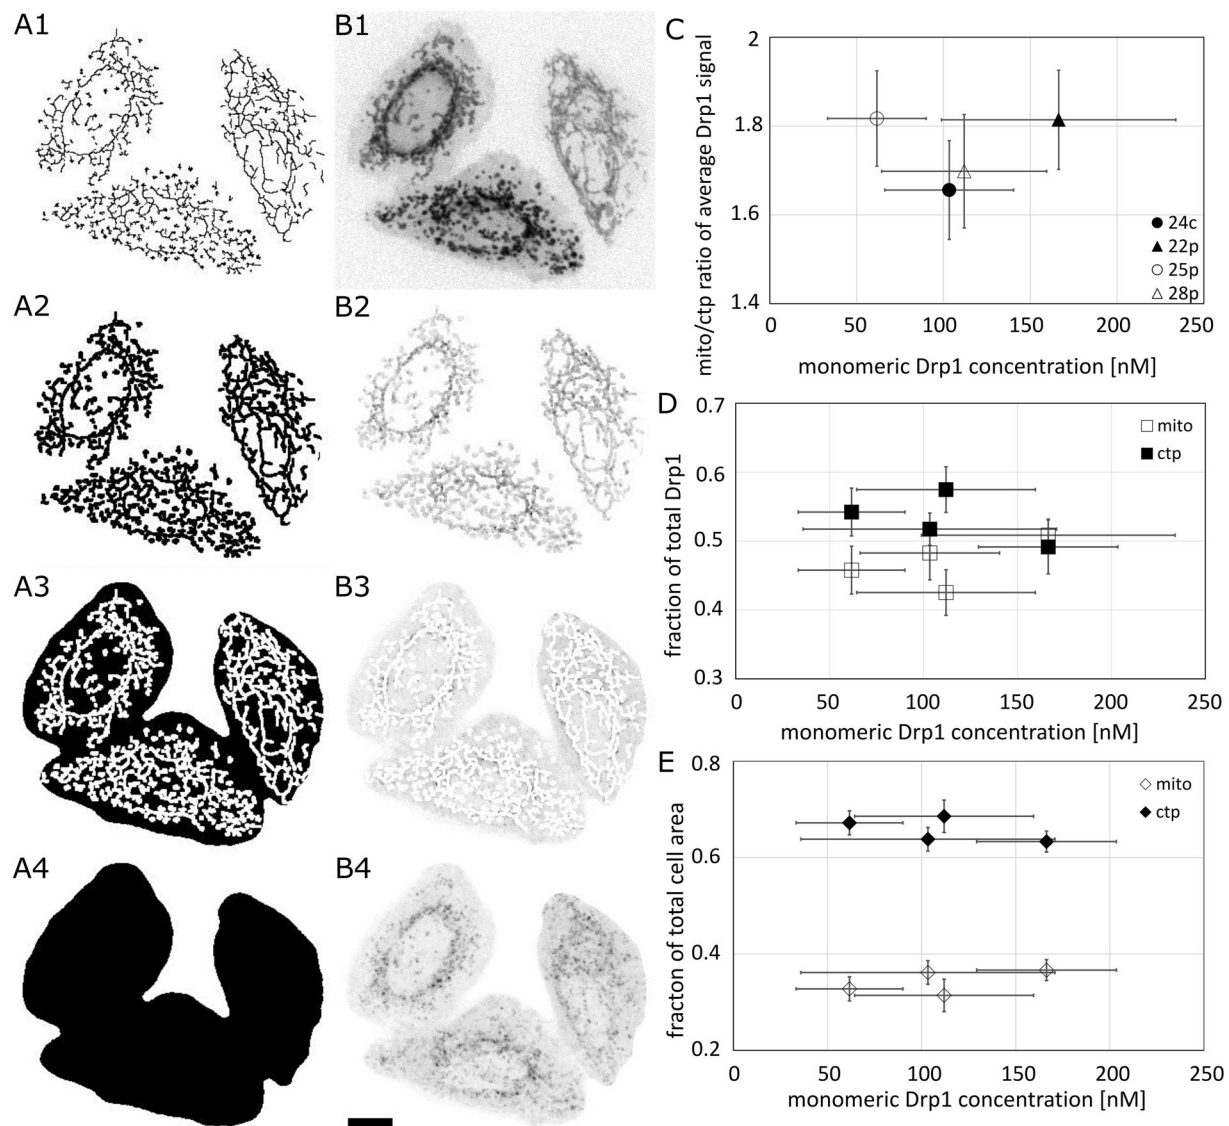 A1
B1
A2
B2
A3
B3
A4
B4
C
mito/ctp ratio of average Drp1 signal
2
1.8
1.6
1.4
0
50
100
150
200
250
monomeric Drp1 concentration [nM]
24c
22p
25p
28p
D
fraction of total Drp1
0.7
0.6
0.5
0.4
0.3
0
50
100
150
200
250
monomeric Drp1 concentration [nM]
mito
ctp
E
fracton of total cell area
0.8
0.6
0.4
0.2
0
50
100
150
200
250
monomeric Drp1 concentration [nM]
mito
ctp